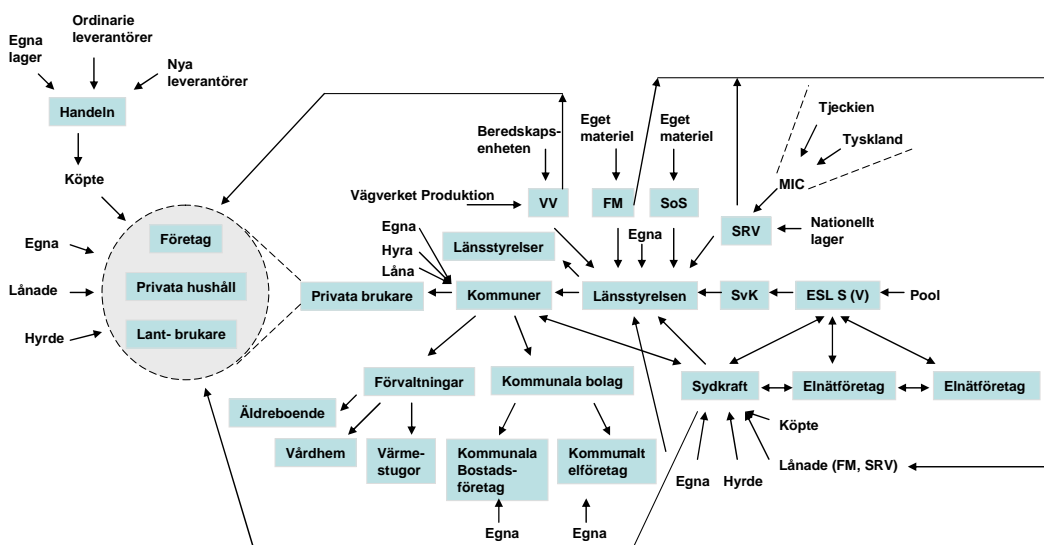 Ordinarie
leverantörer
Egna
lager
Nya
leverantörer
Handeln
Köpte
Egna
Lånade
Hyrde
Företag
Privata hushåll
Lant- brukare
Privata brukare
Beredskaps-
enheten
Eget
materiel
Eget
materiel
Tjeckien
Tyskland
MIC
Vägverket Produktion
VV
FM
SoS
SRV
Nationellt
lager
Egna
Hyra
Låna
Länsstyrelser
Egna
Kommuner
Länsstyrelsen
SvK
ESL S (V)
Pool
Förvaltningar
Kommunala bolag
Sydkraft
Elnätföretag
Elnätföretag
Äldreboende
Vårdhem
Värme-
stugor
Kommunala
Bostads-
företag
Kommunalt
elföretag
Köpte
Lånade (FM, SRV)
Egna
Hyrde
Egna
Egna